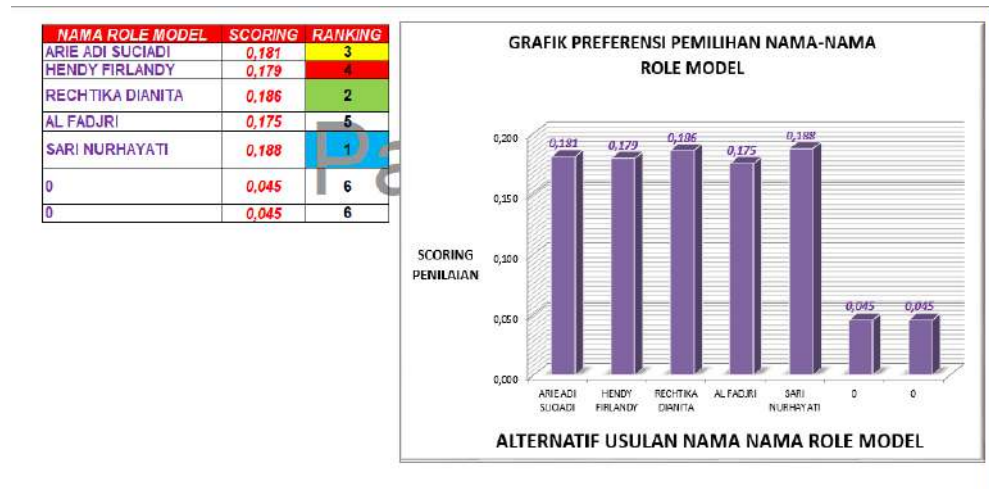 NAMA ROLE MODEL SCORING RANKING
ARIE ADI SUCIADI 0,181 3
HENDY FIRLANDY 0,179 4
RECHTIKA DIANITA 0,186 2
AL FADJRI 0,175 5
SARI NURHAYATI 0,188 1
0 0,045 6
0 0,045 6
Pa
GRAFIK PREFERENSI PEMILIHAN NAMA-NAMA
ROLE MODEL
0,200
0,150
0,100
0,050
0,000
SCORING
PENILAIAN
0,181 0,179 0,186 0,175 0,188 0,045 0,045
ARIE ADI HENDY RECHTIKA AL FADJRI SARI 0 0
SUCIADI FIRLANDY DIANITA NURHAYATI
ALTERNATIF USULAN NAMA NAMA ROLE MODEL